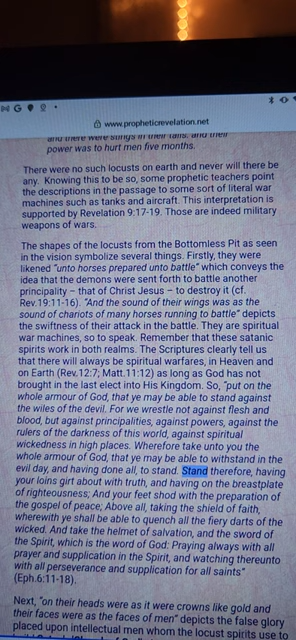 www.propheticrevelation.net
and there were stings in their tails: and their
power was to hurt men five months.
There were no such locusts on earth and never will there be
any. Knowing this to be so, some prophetic teachers point
the descriptions in the passage to some sort of literal war
machines such as tanks and aircraft. This interpretation is
supported by Revelation 9:17-19. Those are indeed military
weapons of wars.
The shapes of the locusts from the Bottomless Pit as seen
in the vision symbolize several things. Firstly, they were
likened "unto horses prepared unto battle" which conveys the
idea that the demons were sent forth to battle another
principality – that of Christ Jesus – to destroy it (cf.
Rev.19:11-16). "And the sound of their wings was as the
sound of chariots of many horses running to battle" depicts
the swiftness of their attack in the battle. They are spiritual
war machines, so to speak. Remember that these satanic
spirits work in both realms. The Scriptures clearly tell us
that there will always be spiritual warfares, in Heaven and
on Earth (Rev.12:7; Matt.11:12) as long as God has not
brought in the last elect into His Kingdom. So, "put on the
whole armour of God, that ye may be able to stand against
the wiles of the devil. For we wrestle not against flesh and
blood, but against principalities, against powers, against the
rulers of the darkness of this world, against spiritual
wickedness in high places. Wherefore take unto you the
whole armour of God, that ye may be able to withstand in the
evil day, and having done all, to stand. Stand therefore, having
your loins girt about with truth, and having on the breastplate
of righteousness; And your feet shod with the preparation of
the gospel of peace; Above all, taking the shield of faith,
wherewith ye shall be able to quench all the fiery darts of the
wicked. And take the helmet of salvation, and the sword of
the Spirit, which is the word of God: Praying always with all
prayer and supplication in the Spirit, and watching thereunto
with all perseverance and supplication for all saints"
(Eph.6:11-18).
Next, "on their heads were as it were crowns like gold and
their faces were as the faces of men" depicts the false glory
placed upon intellectual men whom the locust spirits use to